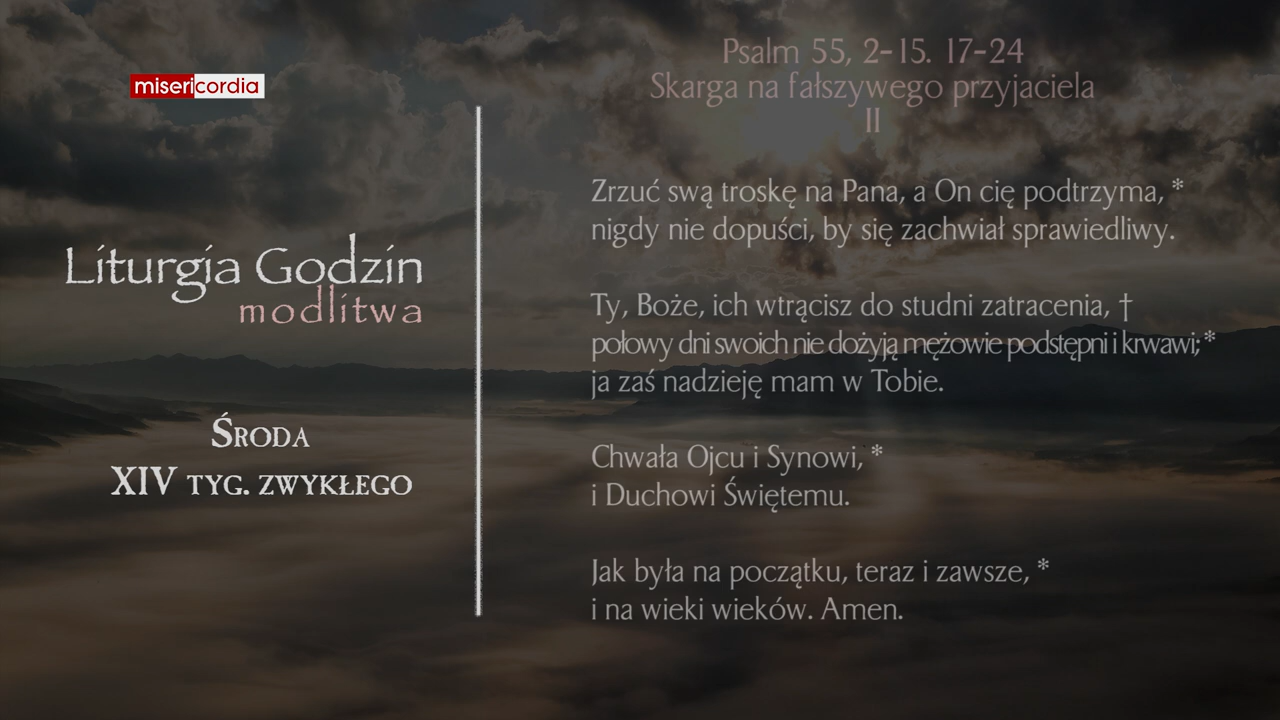 misericordia
Liturgia Godzin
modlitwa
Środa
XIV tyg. zwykłego
Psalm 55, 2-15. 17-24
Skarga na fałszywego przyjaciela
II
Zrzuć swą troskę na Pana, a On cię podtrzyma, *
nigdy nie dopuści, by się zachwiał sprawiedliwy.
Ty, Boże, ich wtrącisz do studni zatracenia, †
połowy dni swoich nie dożyją mężowie podstępni i krwawi; *
ja zaś nadzieję mam w Tobie.
Chwała Ojcu i Synowi, *
i Duchowi Świętemu.
Jak była na początku, teraz i zawsze, *
i na wieki wieków. Amen.